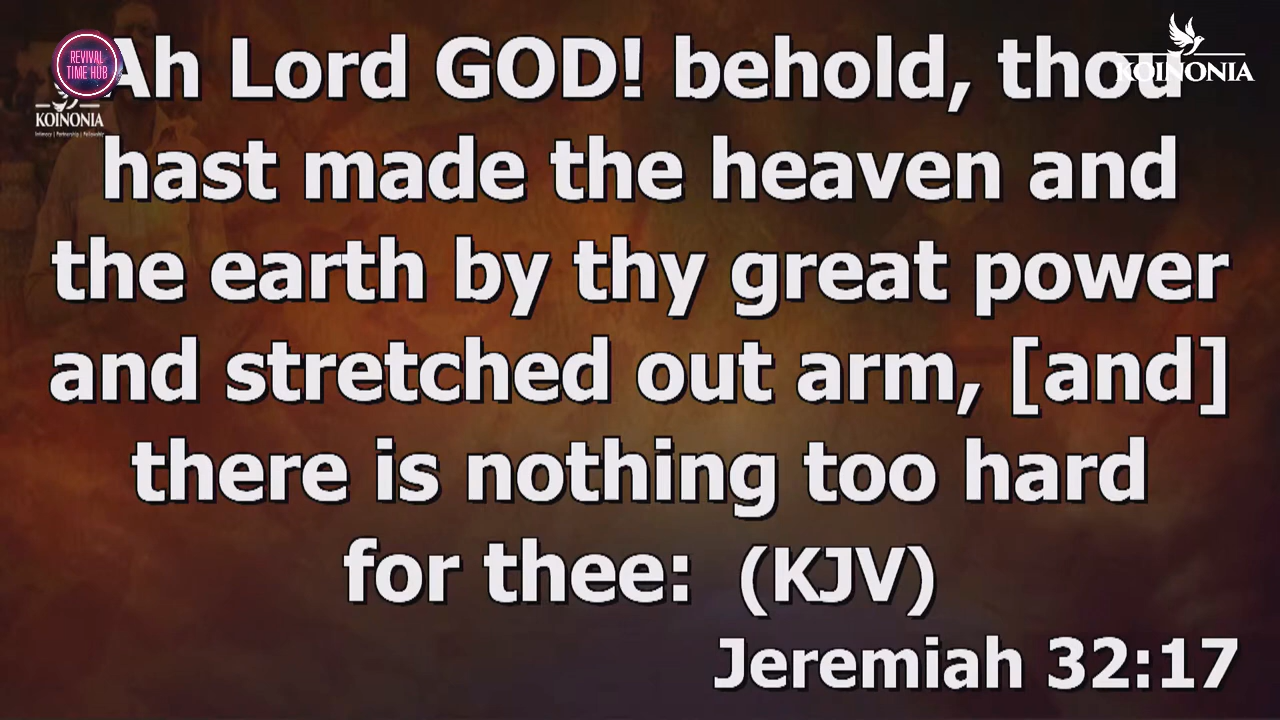 REVIVAL
TIME HUB
KOINONIA
Intimacy | Partnership | Fellowship
KOINONIA
Ah Lord GOD! behold, thou
hast made the heaven and
the earth by thy great power
and stretched out arm, [and]
there is nothing too hard
for thee: (KJV)
Jeremiah 32:17